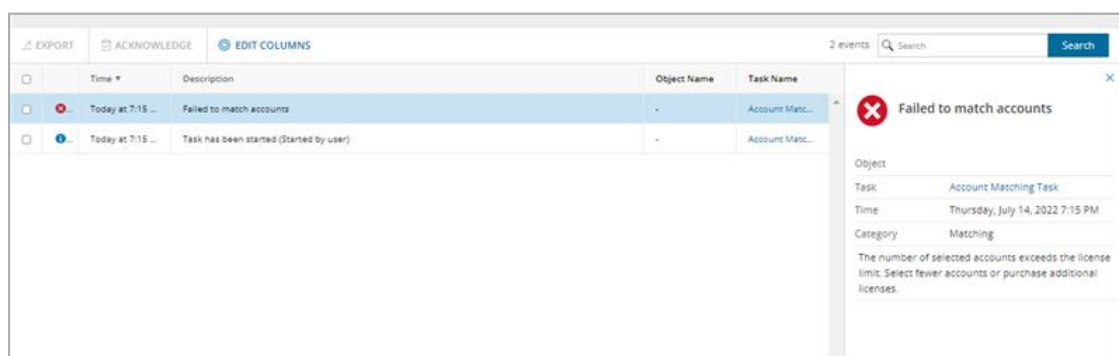 EXPORT ACKNOWLEDGE EDIT COLUMNS 2 events Search Search
Time Description Object Name Task Name
Today at 7:15 ... Failed to match accounts - Account Matc...
Today at 7:15 ... Task has been started (Started by user) - Account Matc...
Failed to match accounts
Object
Task Account Matching Task
Time Thursday, July 14, 2022 7:15 PM
Category Matching
The number of selected accounts exceeds the license
limit. Select fewer accounts or purchase additional
licenses.